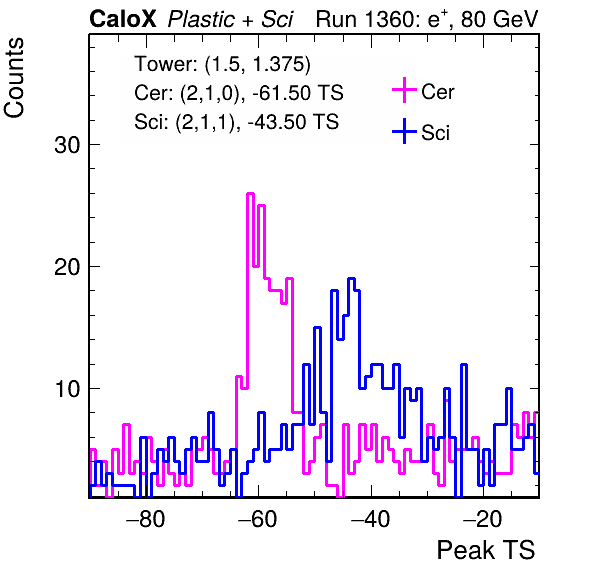 CaloX Plastic + Sci Run 1360: e⁺, 80 GeV
Tower: (1.5, 1.375)
Cer: (2,1,0), -61.50 TS
Sci: (2,1,1), -43.50 TS
Cer
Sci
Counts
30
20
10
−80 −60 −40 −20
Peak TS